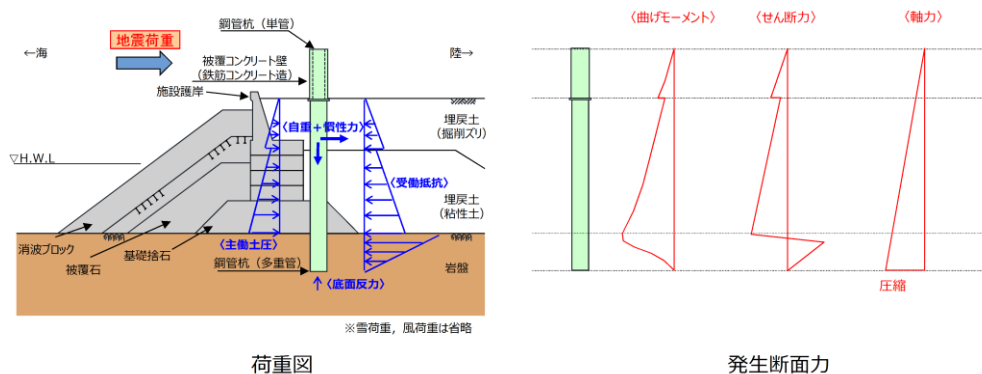 鋼管杭(単管)
←海
地震荷重
被覆コンクリート壁
(鉄筋コンクリート造)
陸→
施設護岸
〈自重+慣性力〉
埋戻土
(掘削ズリ)
▽H.W.L
〈受働抵抗〉
埋戻土
(粘性土)
消波ブロック
被覆石
基礎捨石
〈主働土圧〉
鋼管杭(多重管)
〈底面反力〉
岩盤
※雪荷重,風荷重は省略
荷重図
〈曲げモーメント〉
〈せん断力〉
〈軸力〉
圧縮
発生断面力